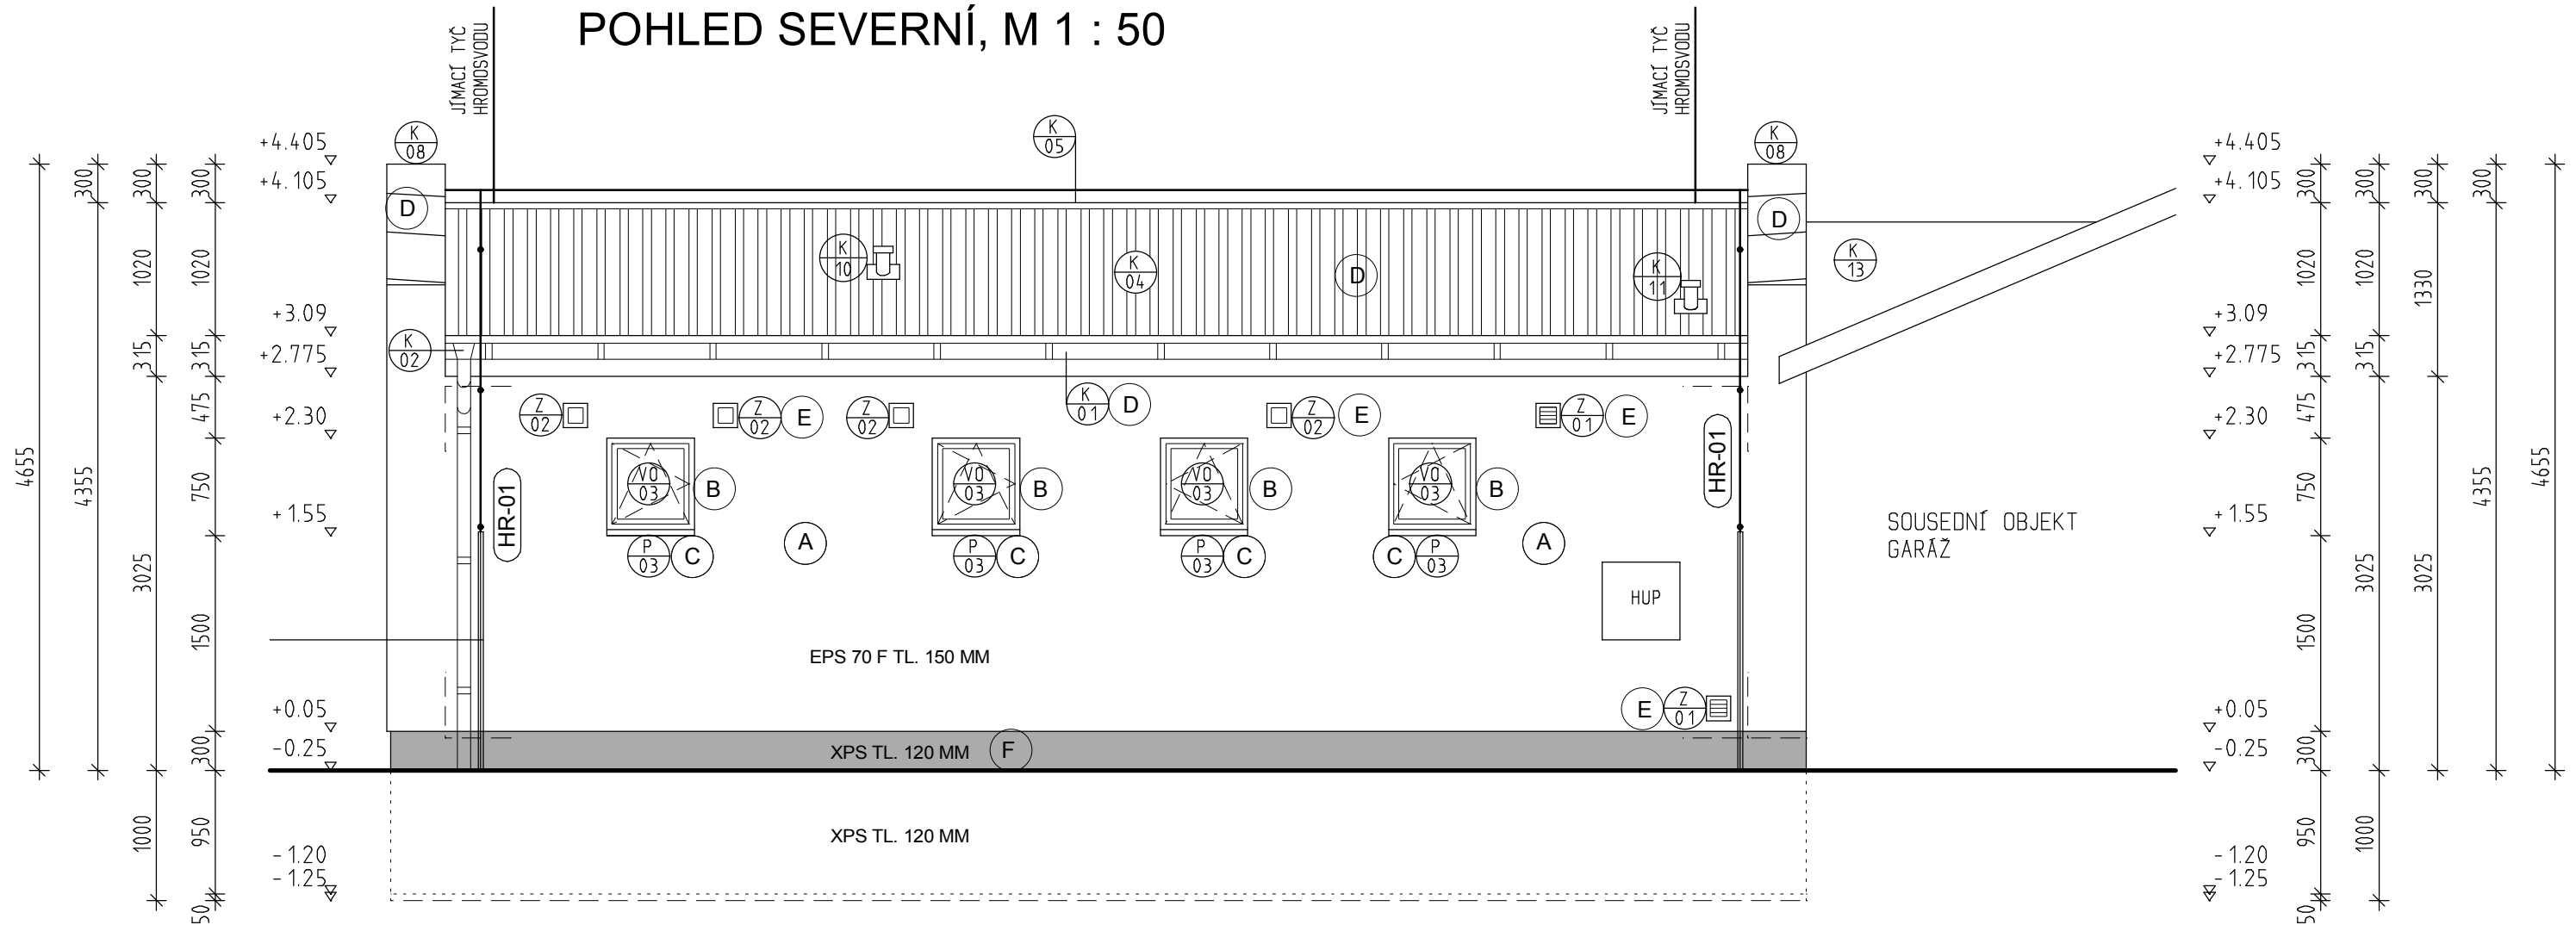 POHLED SEVERNÍ, M 1 : 50
JÍMACÍ TYČ
HROMOSVODU
JÍMACÍ TYČ
HROMOSVODU
K
08
K
05
K
08
+4.405
+4.105
+3.09
+2.775
+2.30
+1.55
+0.05
-0.25
-1.20
-1.25
4655
4355
300
300
1020
315
3025
1000
300
1020
315
475
750
1500
300
950
50
D
K
10
K
04
D
K
11
D
K
13
K
02
K
01
D
Z
02
Z
02
E
Z
02
Z
02
E
Z
01
E
HR-01
VO
03
B
VO
03
B
VO
03
B
VO
03
B
HR-01
P
03
C
A
P
03
C
P
03
C
C
P
03
A
HUP
SOUSEDNÍ OBJEKT
GARÁŽ
EPS 70 F TL. 150 MM
E
Z
01
XPS TL. 120 MM
F
XPS TL. 120 MM
+4.405
+4.105
+3.09
+2.775
+2.30
+1.55
+0.05
-0.25
-1.20
-1.25
300
1020
315
475
750
1500
300
950
50
300
1020
315
3025
1000
300
1330
3025
300
4355
4655